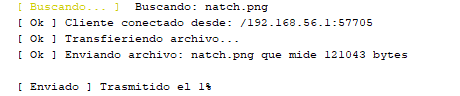 [ Buscando... ] Buscando: natch.png
[ Ok ] Cliente conectado desde: /192.168.56.1:57705
[ Ok ] Transfieriendo archivo...
[ Ok ] Enviando archivo: natch.png que mide 121043 bytes
[ Enviado ] Trasmitido el 1%